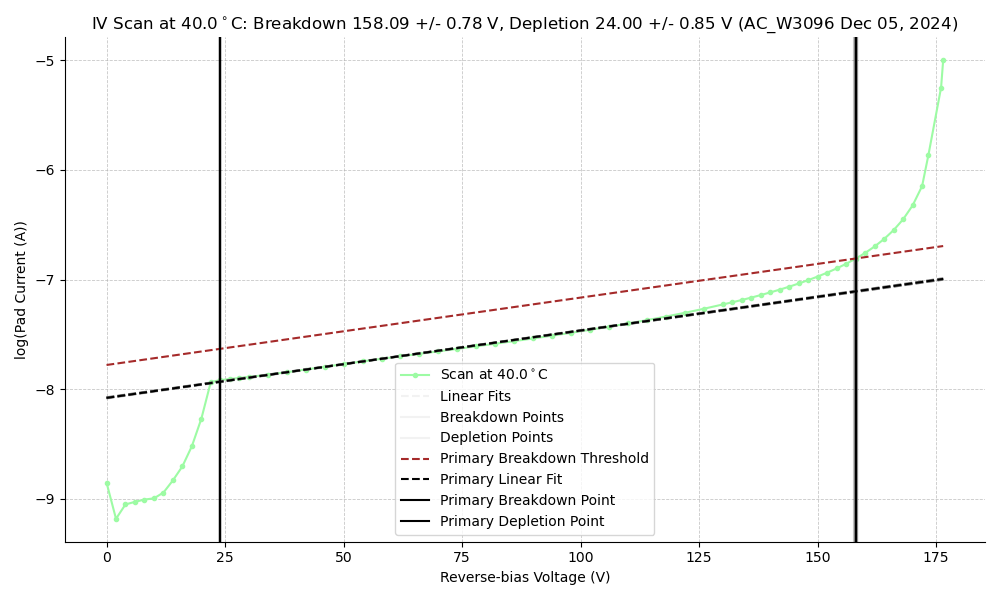 IV Scan at 40.0°C: Breakdown 158.09 +/- 0.78 V, Depletion 24.00 +/- 0.85 V (AC_W3096 Dec 05, 2024)
log(Pad Current (A))
−5
−6
−7
−8
−9
Scan at 40.0°C
Linear Fits
Breakdown Points
Depletion Points
Primary Breakdown Threshold
Primary Linear Fit
Primary Breakdown Point
Primary Depletion Point
0 25 50 75 100 125 150 175
Reverse-bias Voltage (V)